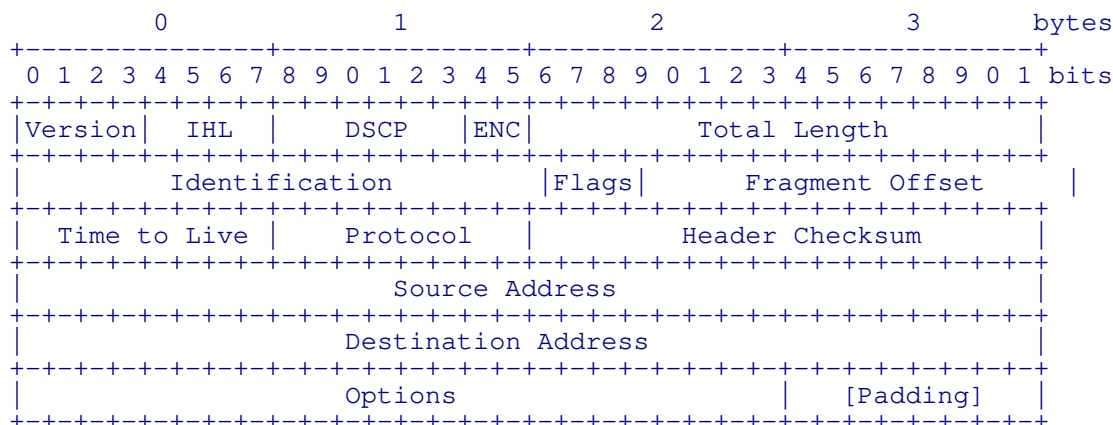 0 1 2 3 bytes
+---------------+---------------+---------------+---------------+
0 1 2 3 4 5 6 7 8 9 0 1 2 3 4 5 6 7 8 9 0 1 2 3 4 5 6 7 8 9 0 1 bits
+-+-+-+-+-+-+-+-+-+-+-+-+-+-+-+-+-+-+-+-+-+-+-+-+-+-+-+-+-+-+-+-+
|Version| IHL | DSCP |ENC| Total Length |
+-+-+-+-+-+-+-+-+-+-+-+-+-+-+-+-+-+-+-+-+-+-+-+-+-+-+-+-+-+-+-+-+
| Identification |Flags| Fragment Offset |
+-+-+-+-+-+-+-+-+-+-+-+-+-+-+-+-+-+-+-+-+-+-+-+-+-+-+-+-+-+-+-+-+
| Time to Live | Protocol | Header Checksum |
+-+-+-+-+-+-+-+-+-+-+-+-+-+-+-+-+-+-+-+-+-+-+-+-+-+-+-+-+-+-+-+-+
| Source Address |
+-+-+-+-+-+-+-+-+-+-+-+-+-+-+-+-+-+-+-+-+-+-+-+-+-+-+-+-+-+-+-+-+
| Destination Address |
+-+-+-+-+-+-+-+-+-+-+-+-+-+-+-+-+-+-+-+-+-+-+-+-+-+-+-+-+-+-+-+-+
| Options | [Padding] |
+-+-+-+-+-+-+-+-+-+-+-+-+-+-+-+-+-+-+-+-+-+-+-+-+-+-+-+-+-+-+-+-+